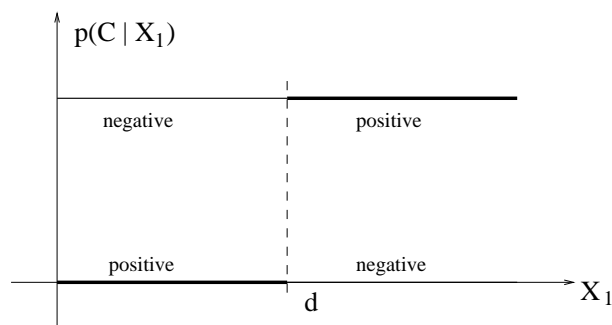 p(C | X₁)
negative positive
positive negative
d
X₁